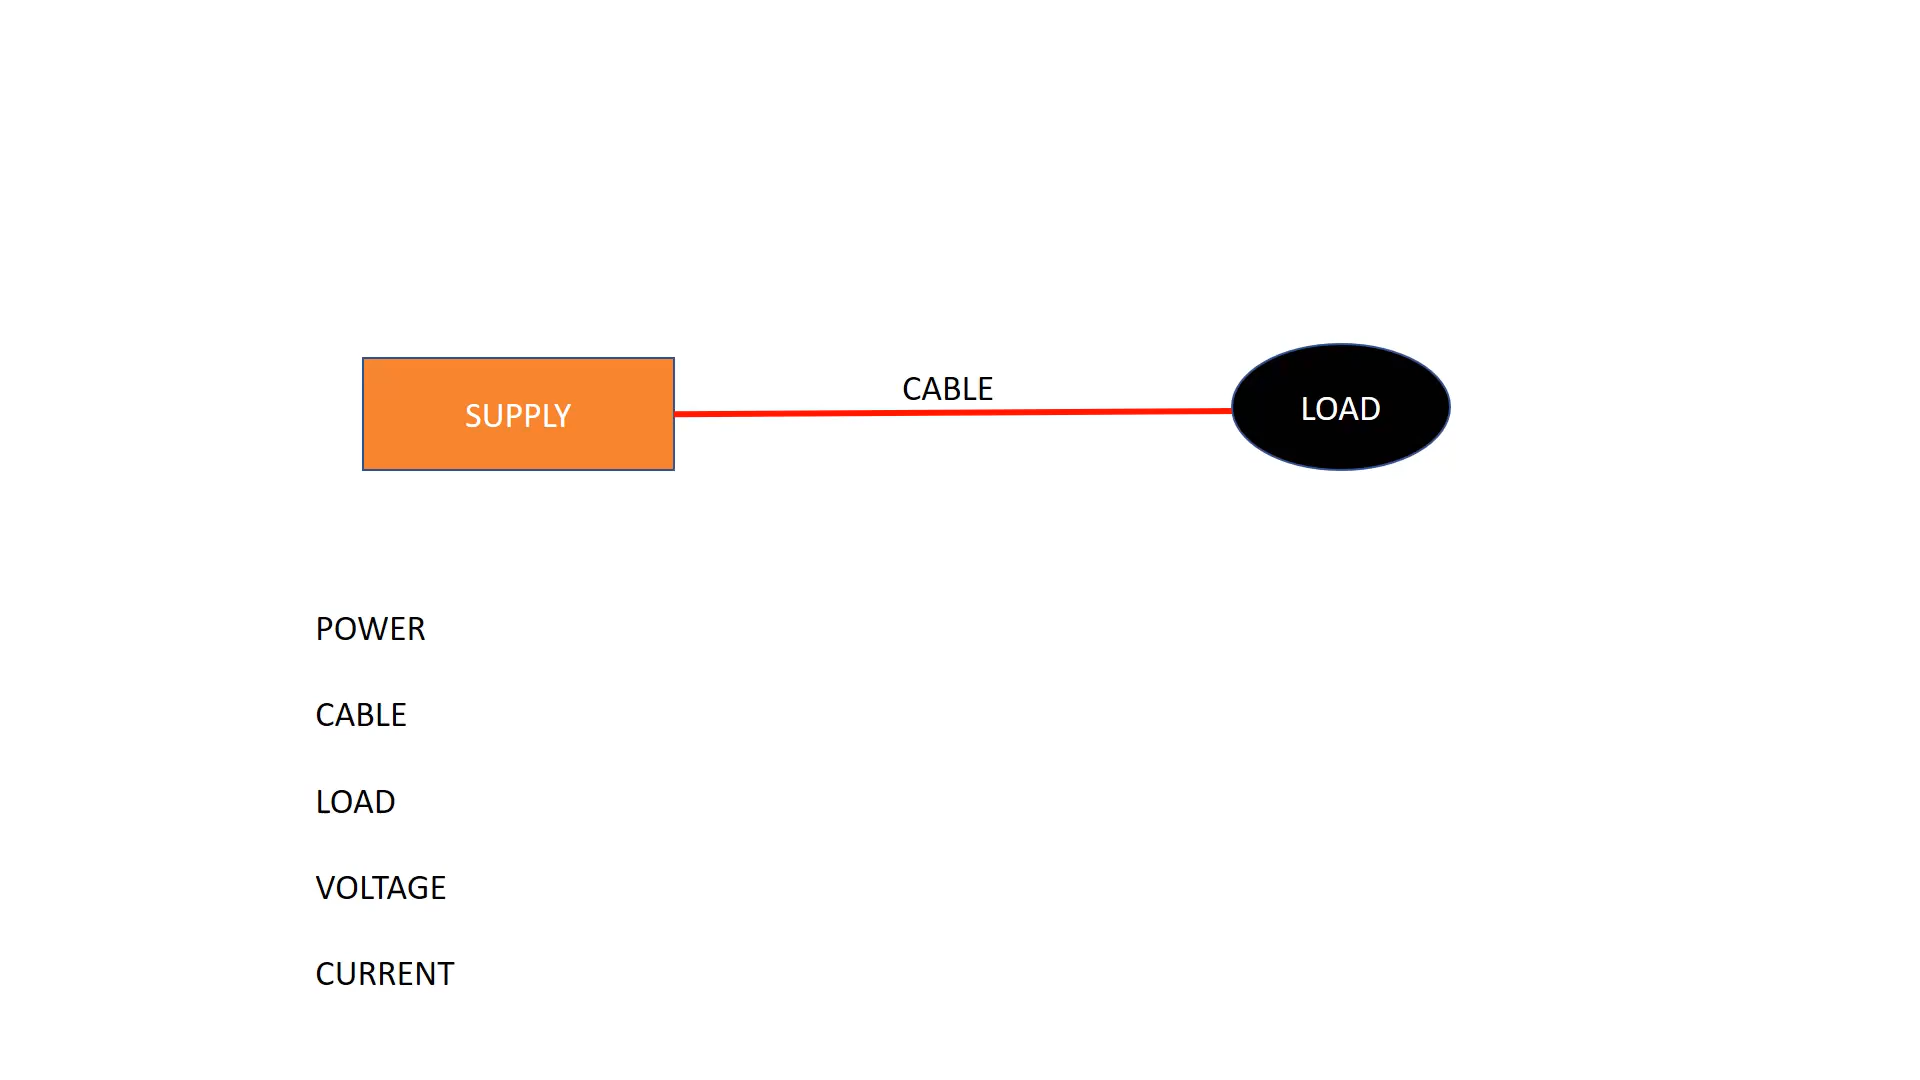 CABLE
SUPPLY
LOAD
POWER
CABLE
LOAD
VOLTAGE
CURRENT